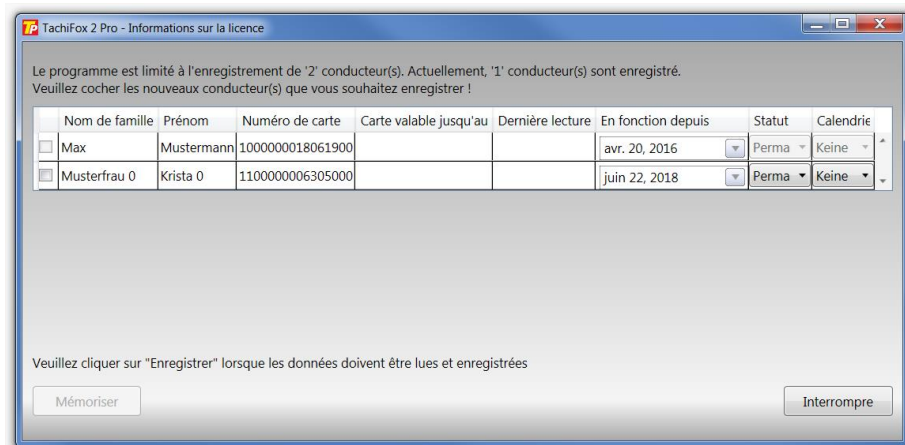 TP TachiFox 2 Pro - Informations sur la licence
Le programme est limité à l'enregistrement de '2' conducteur(s). Actuellement, '1' conducteur(s) sont enregistré.
Veuillez cocher les nouveaux conducteur(s) que vous souhaitez enregistrer !
Nom de famille Prénom Numéro de carte Carte valable jusqu'au Dernière lecture En fonction depuis Statut Calendrie
Max Mustermann 1000000018061900 avr. 20, 2016 Perma Keine
Musterfrau 0 Krista 0 1100000006305000 juin 22, 2018 Perma Keine
Veuillez cliquer sur "Enregistrer" lorsque les données doivent être lues et enregistrées
Mémoriser Interrompre